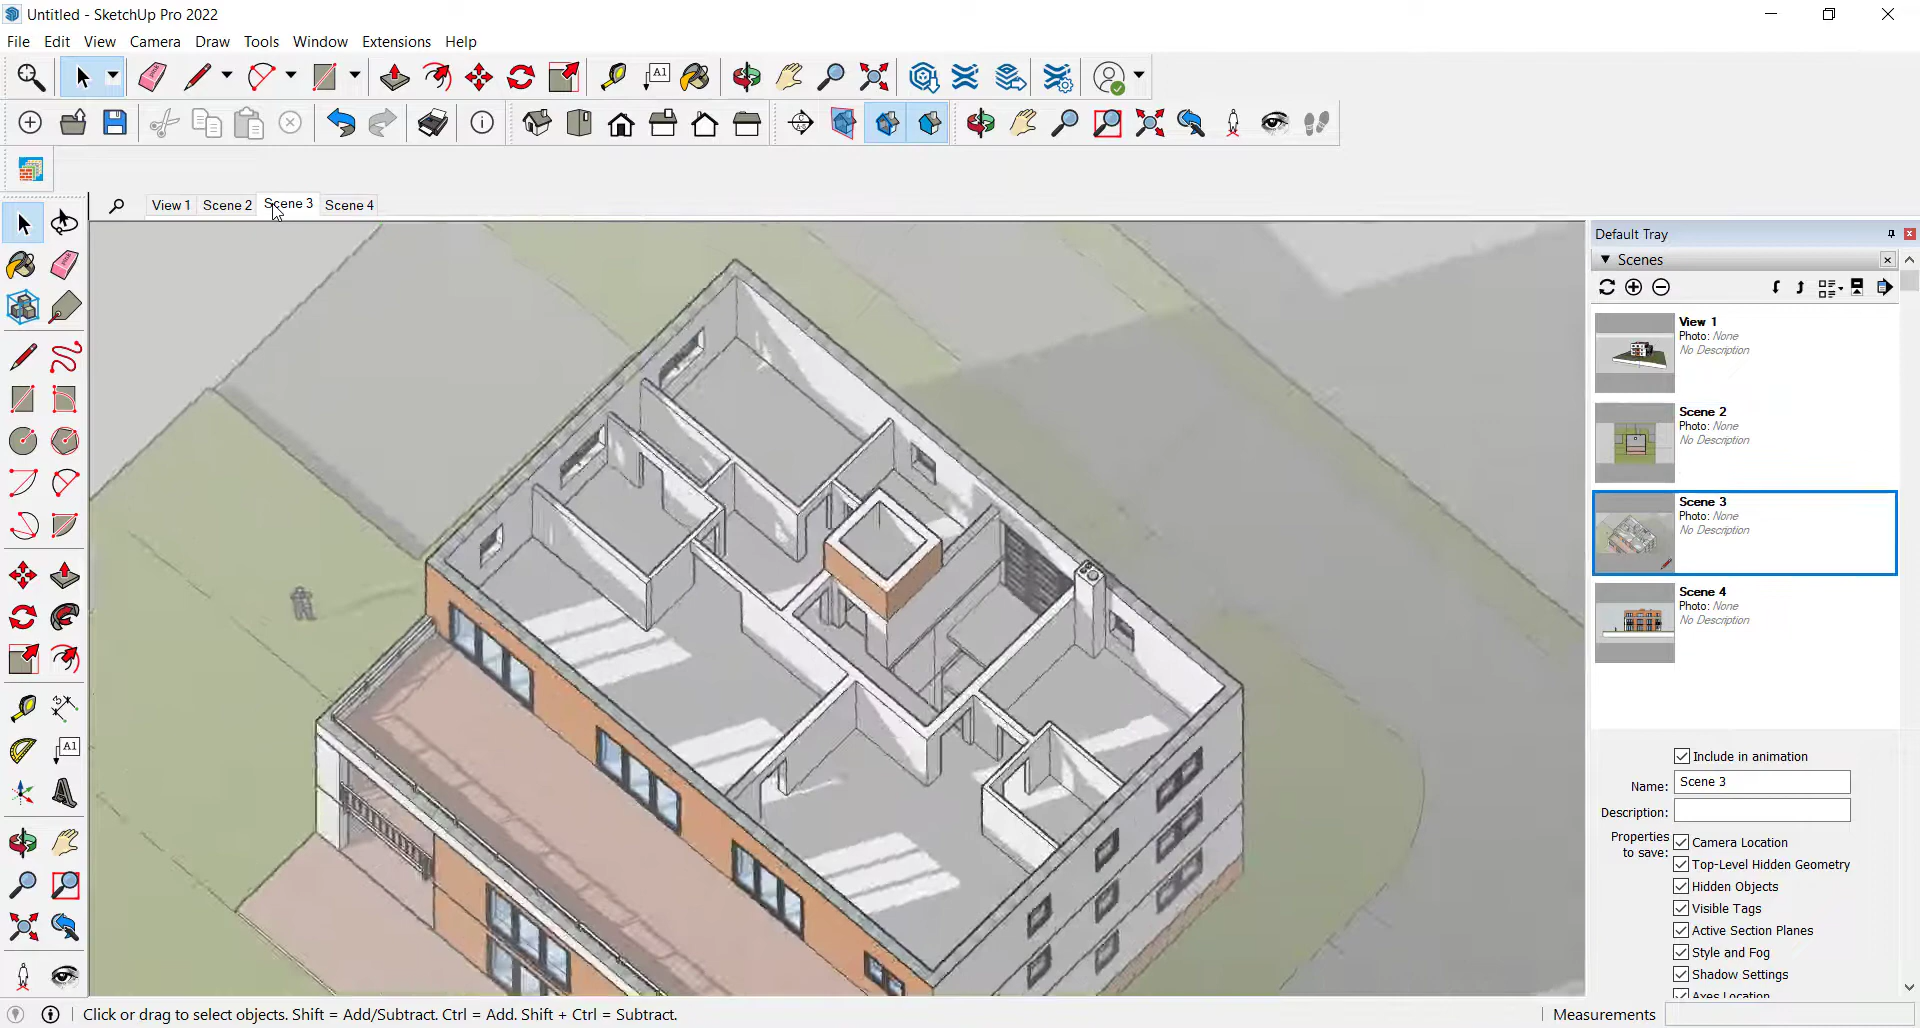 Untitled - SketchUp Pro 2022
File Edit View Camera Draw Tools Window Extensions Help
A1
View 1 Scene 2 Scene 3 Scene 4
Default Tray
Scenes
View 1
Photo: None
No Description
Scene 2
Photo: None
No Description
Scene 3
Photo: None
No Description
Scene 4
Photo: None
No Description
Include in animation
Name: Scene 3
Description:
Properties to save:
Camera Location
Top-Level Hidden Geometry
Hidden Objects
Visible Tags
Active Section Planes
Style and Fog
Shadow Settings
Axes Location
A1
Click or drag to select objects. Shift = Add/Subtract. Ctrl = Add. Shift + Ctrl = Subtract.
Measurements